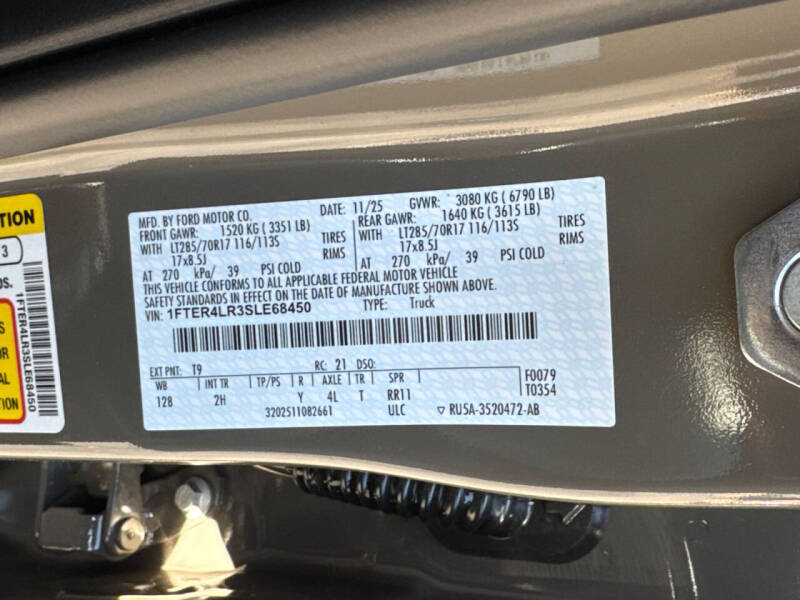 TION
3
OS.
S
OR
AL
ATION
1FTER4LR3SLE68450
MFD. BY FORD MOTOR CO. DATE: 11/25 GVWR: 3080 KG ( 6790 LB)
FRONT GAWR: 1520 KG ( 3351 LB) REAR GAWR: 1640 KG ( 3615 LB)
WITH LT285/70R17 116/113S TIRES WITH LT285/70R17 116/113S TIRES
17x8.5J RIMS 17x8.5J RIMS
AT 270 kPa/ 39 PSI COLD AT 270 kPa/ 39 PSI COLD
THIS VEHICLE CONFORMS TO ALL APPLICABLE FEDERAL MOTOR VEHICLE
SAFETY STANDARDS IN EFFECT ON THE DATE OF MANUFACTURE SHOWN ABOVE.
VIN: 1FTER4LR3SLE68450 TYPE: Truck
EXT PNT: T9 RC: 21 DSO:
WB INT TR TP/PS R AXLE TR SPR F0079
128 2H Y 4L T RR11 T0354
3202511082661 ULC ▽ RU5A-3520472-AB